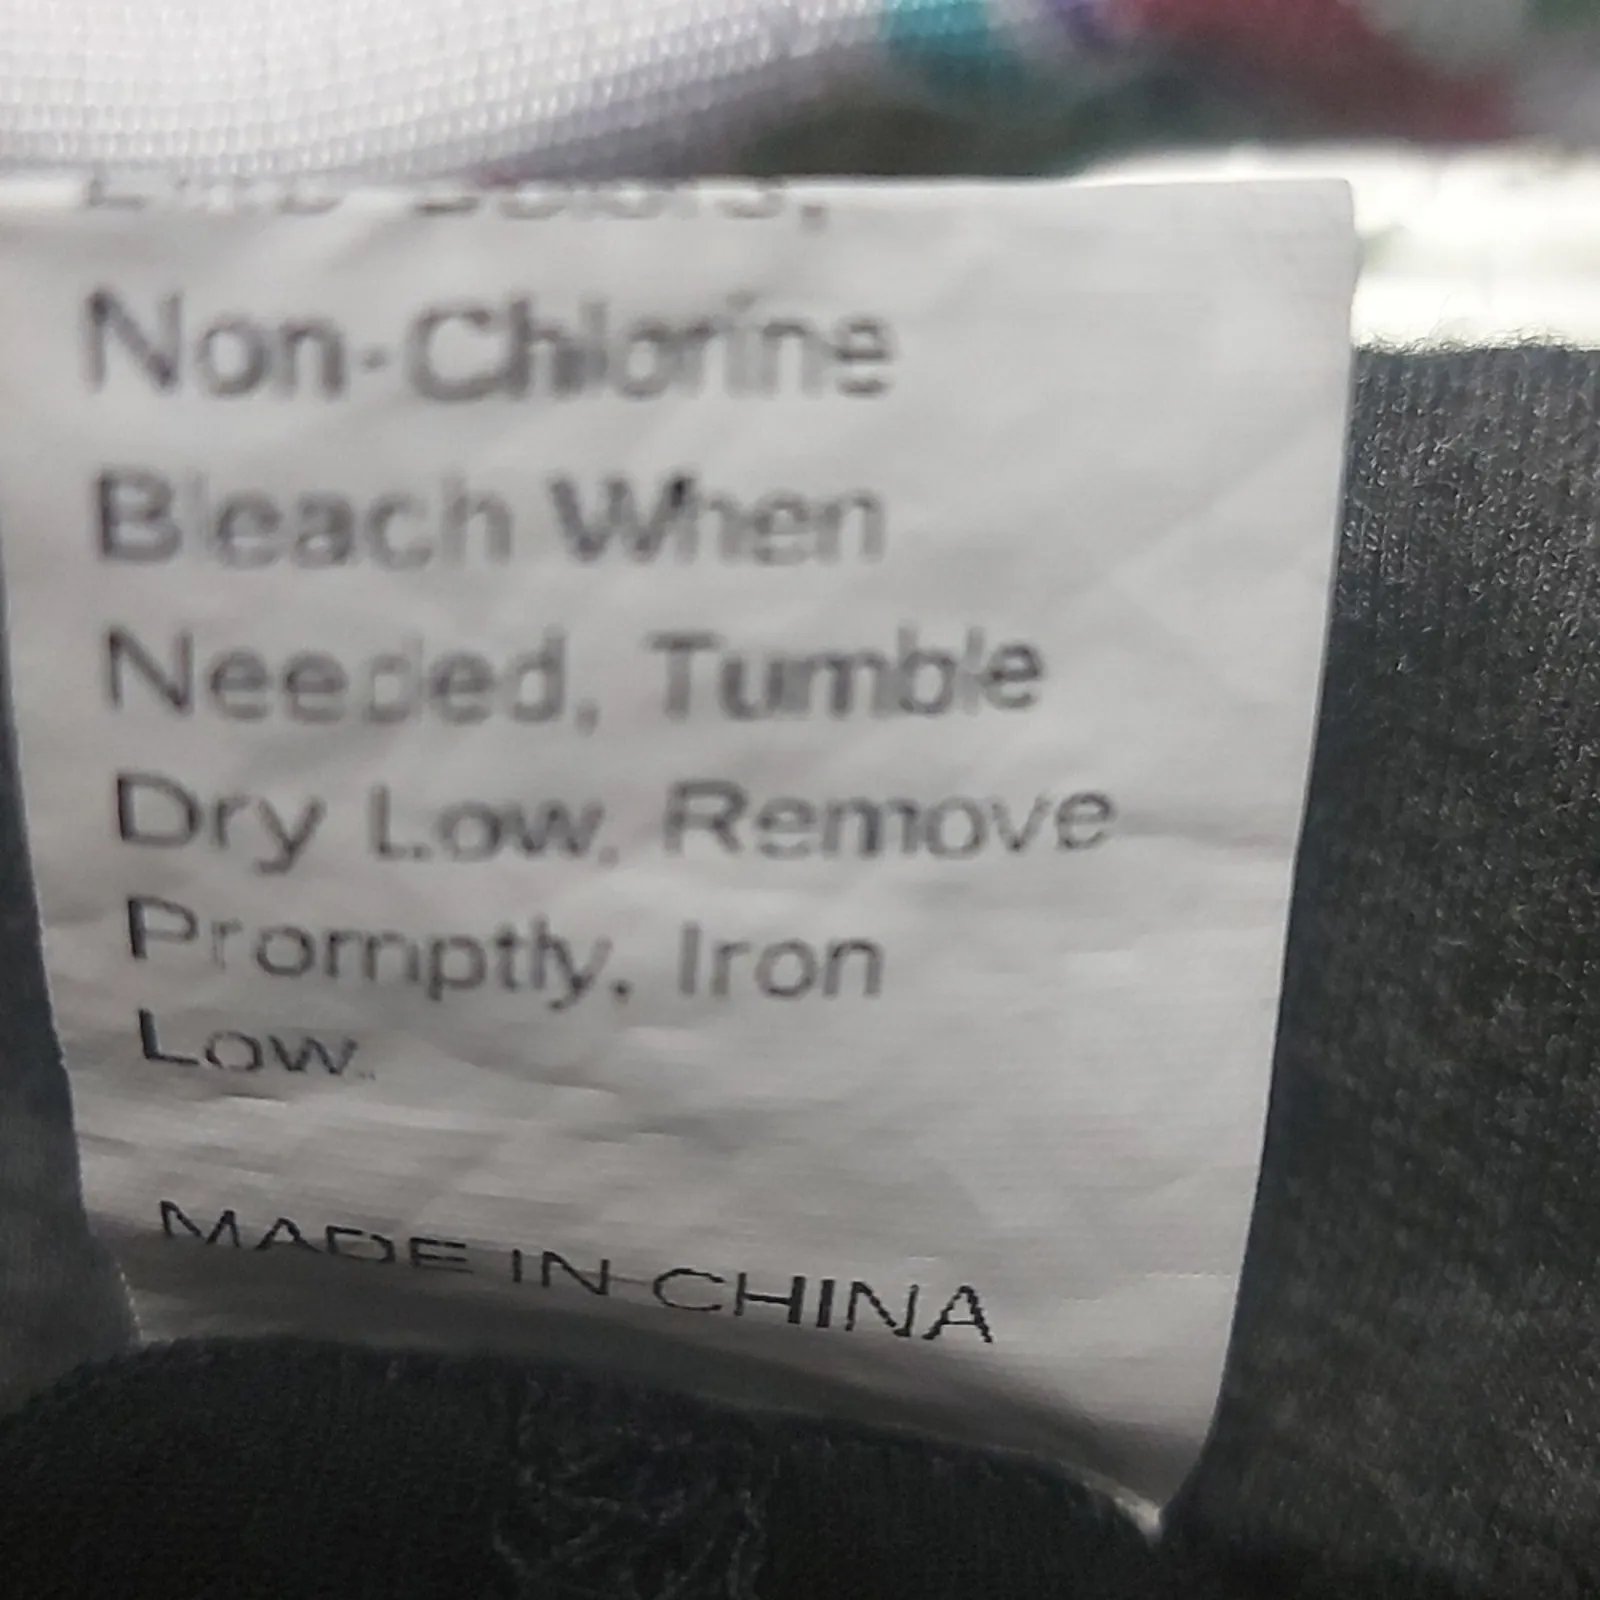 Non-Chlorine
Bleach When
Needed, Tumble
Dry Low, Remove
Promptly, Iron
Low.
MADE IN CHINA